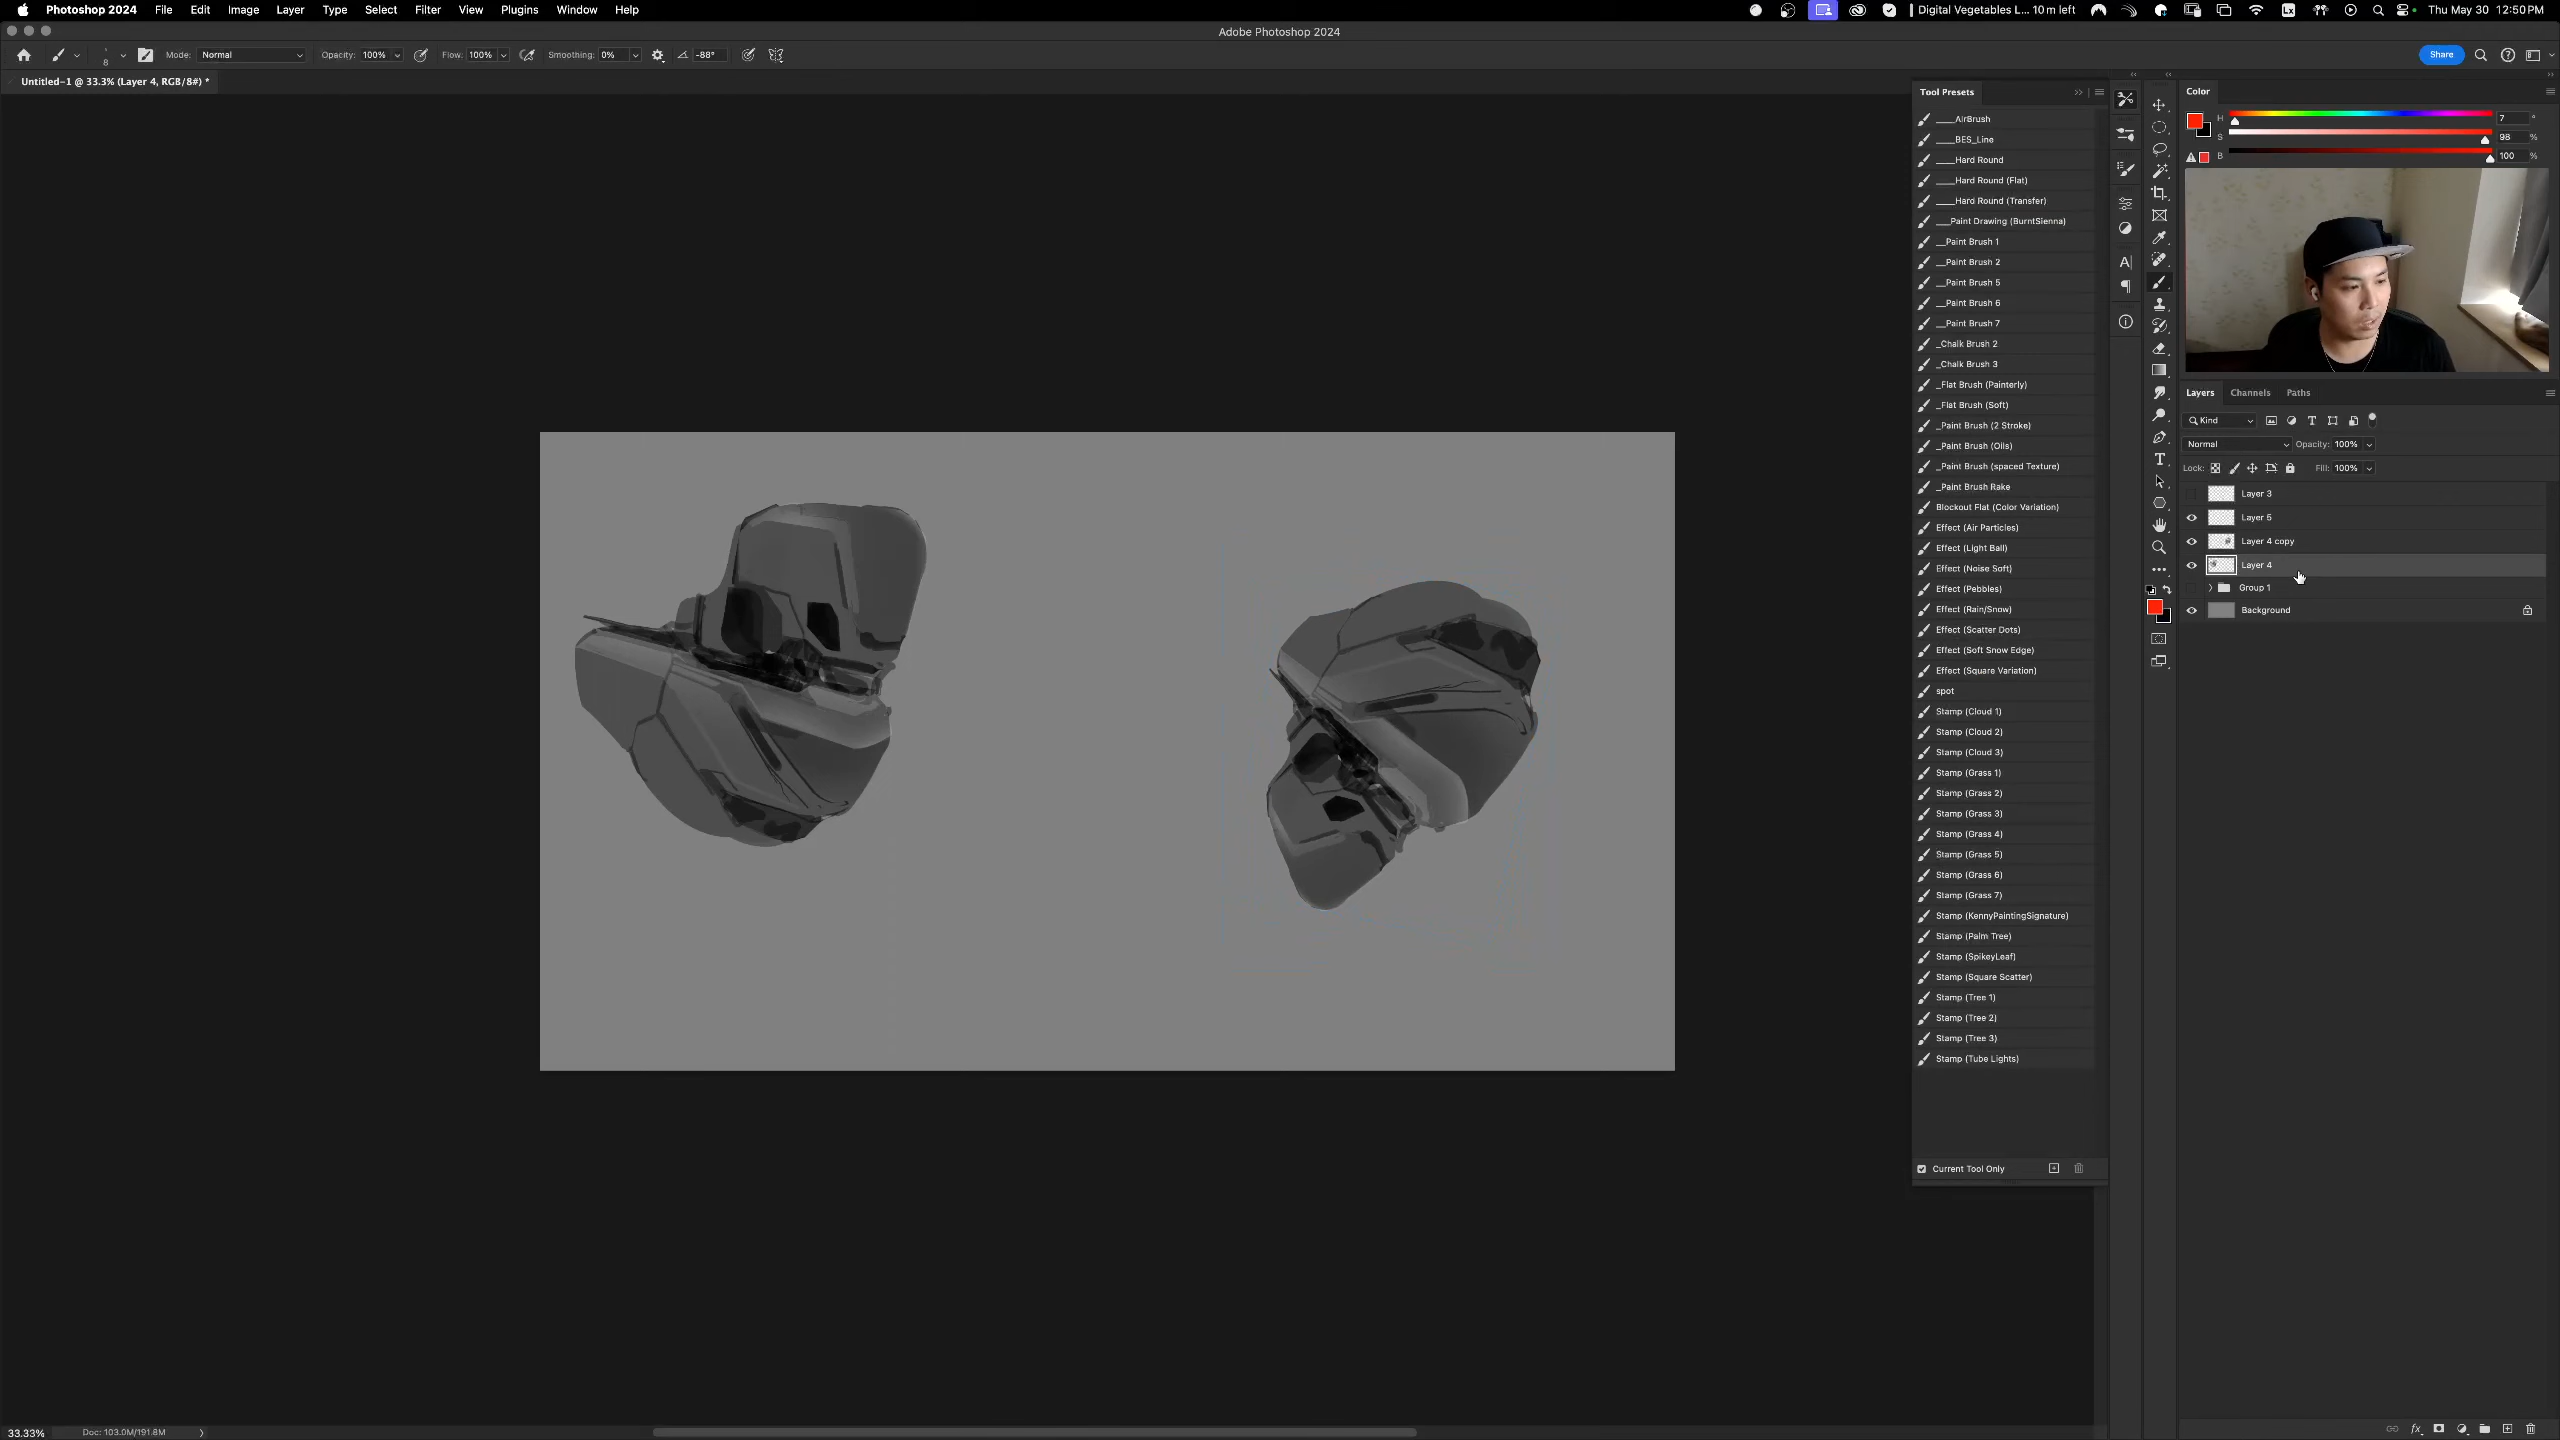 Photoshop 2024 File Edit Image Layer Type Select Filter View Plugins Window Help Digital Vegetables L... 10 m left Lx Thu May 30 12:50 PM
Adobe Photoshop 2024
8 Mode: Normal Opacity: 100% Flow: 100% Smoothing: 0% -88° Share
Untitled-1 @ 33.3% (Layer 4, RGB/8#) *
Tool Presets
____AirBrush
____BES_Line
____Hard Round
____Hard Round (Flat)
____Hard Round (Transfer)
___Paint Drawing (BurntSienna)
__Paint Brush 1
__Paint Brush 2
__Paint Brush 5
__Paint Brush 6
__Paint Brush 7
_Chalk Brush 2
_Chalk Brush 3
_Flat Brush (Painterly)
_Flat Brush (Soft)
_Paint Brush (2 Stroke)
_Paint Brush (Oils)
_Paint Brush (spaced Texture)
_Paint Brush Rake
Blockout Flat (Color Variation)
Effect (Air Particles)
Effect (Light Ball)
Effect (Noise Soft)
Effect (Pebbles)
Effect (Rain/Snow)
Effect (Scatter Dots)
Effect (Soft Snow Edge)
Effect (Square Variation)
spot
Stamp (Cloud 1)
Stamp (Cloud 2)
Stamp (Cloud 3)
Stamp (Grass 1)
Stamp (Grass 2)
Stamp (Grass 3)
Stamp (Grass 4)
Stamp (Grass 5)
Stamp (Grass 6)
Stamp (Grass 7)
Stamp (KennyPaintingSignature)
Stamp (Palm Tree)
Stamp (SpikeyLeaf)
Stamp (Square Scatter)
Stamp (Tree 1)
Stamp (Tree 2)
Stamp (Tree 3)
Stamp (Tube Lights)
Current Tool Only
Color
H 7 °
S 98 %
B 100 %
Layers Channels Paths
Kind
Normal Opacity: 100%
Lock: Fill: 100%
Layer 3
Layer 5
Layer 4 copy
Layer 4
Group 1
Background
33.33% Doc: 103.0M/191.8M